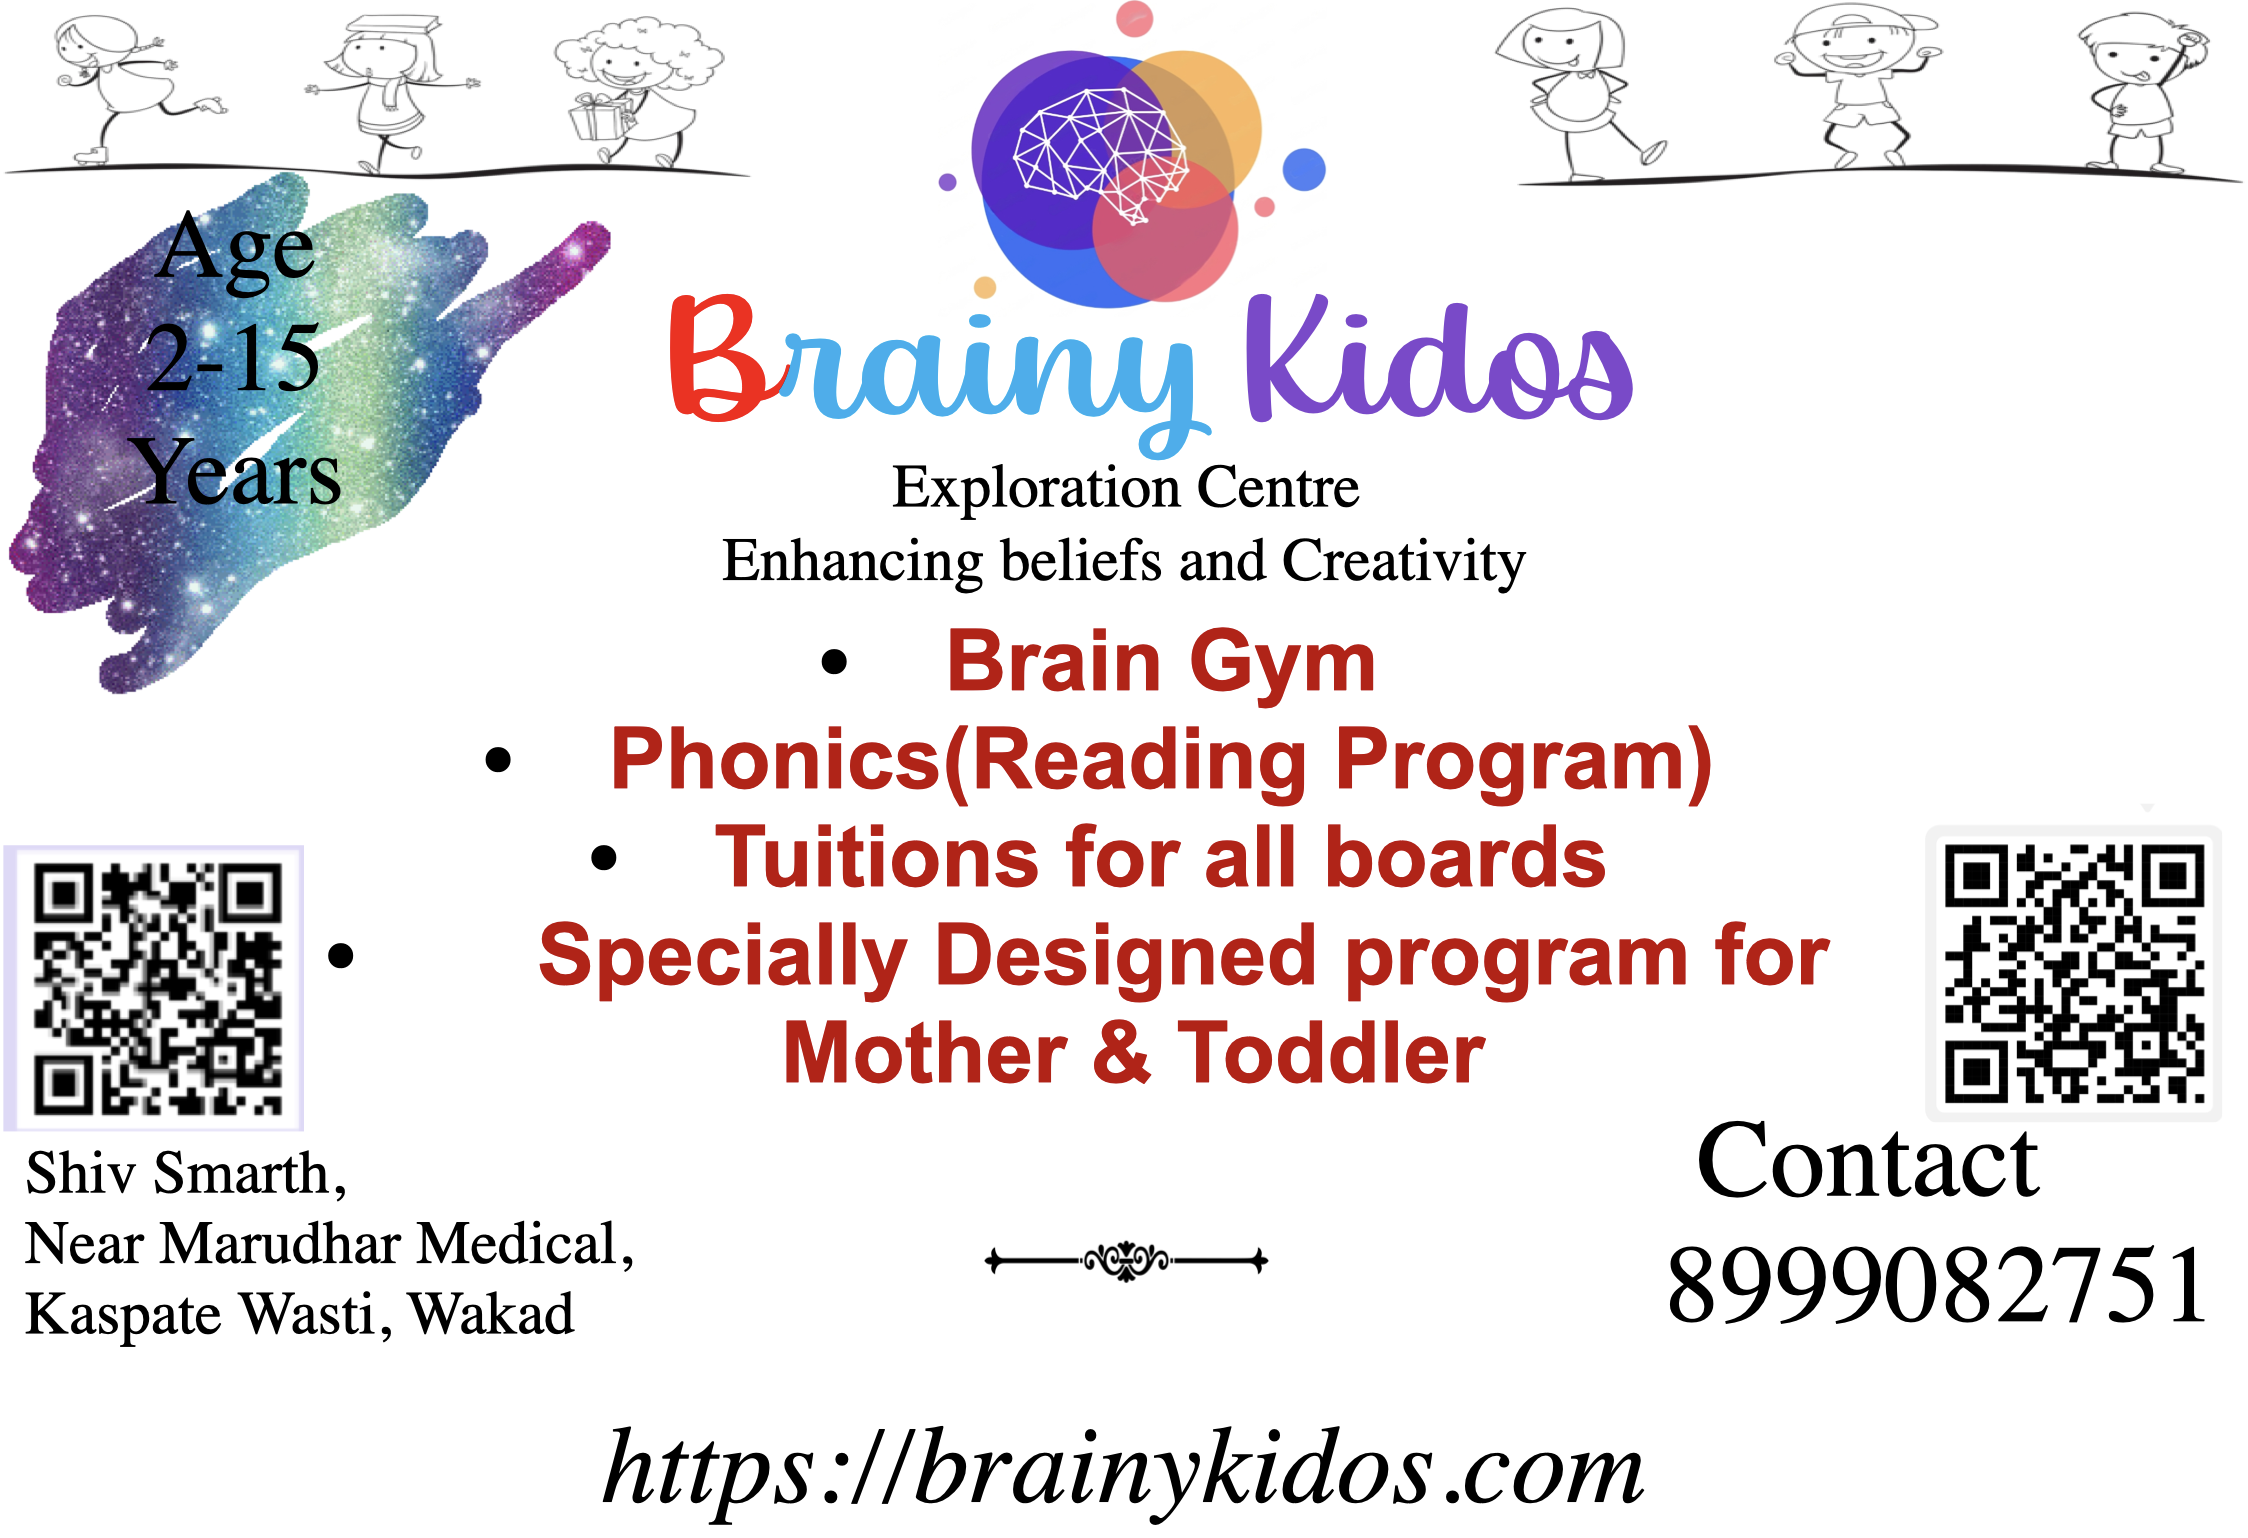 Age
2-15
Years
Brainy Kidos
Exploration Centre
Enhancing beliefs and Creativity
• Brain Gym
• Phonics(Reading Program)
• Tuitions for all boards
• Specially Designed program for
Mother & Toddler
Shiv Smarth,
Near Marudhar Medical,
Kaspate Wasti, Wakad
Contact
8999082751
https://brainykidos.com